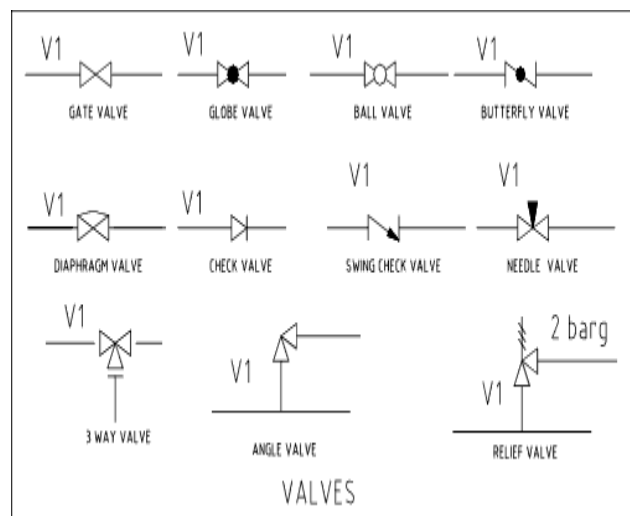 V1
V1
V1
V1
GATE VALVE
GLOBE VALVE
BALL VALVE
BUTTERFLY VALVE
V1
V1
V1
V1
DIAPHRAGM VALVE
CHECK VALVE
SWING CHECK VALVE
NEEDLE VALVE
V1
V1
2 barg
V1
3 WAY VALVE
ANGLE VALVE
RELIEF VALVE
VALVES